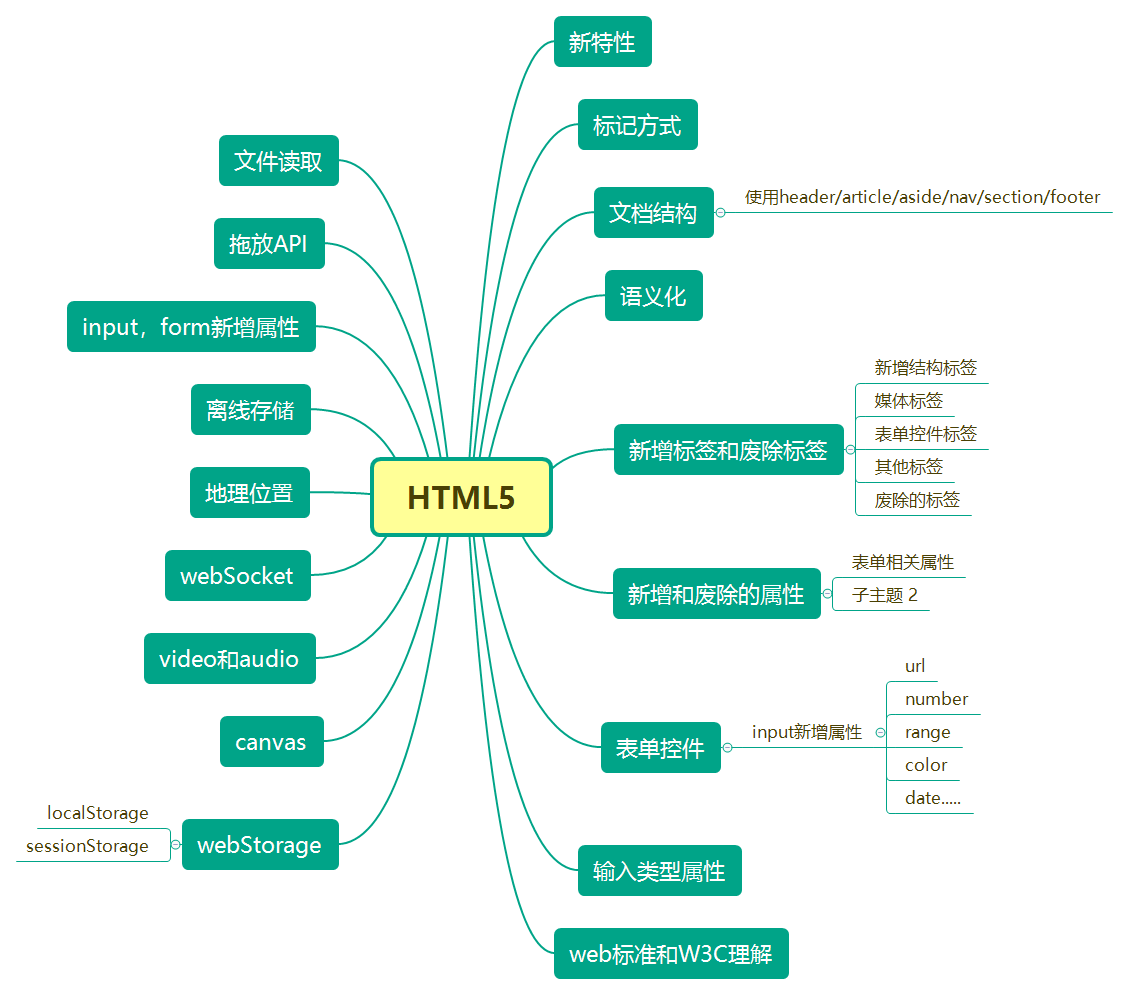 HTML5
新特性
标记方式
文档结构
使用header/article/aside/nav/section/footer
语义化
新增标签和废除标签
新增结构标签
媒体标签
表单控件标签
其他标签
废除的标签
新增和废除的属性
表单相关属性
子主题 2
表单控件
input新增属性
url
number
range
color
date.....
输入类型属性
web标准和W3C理解
文件读取
拖放API
input，form新增属性
离线存储
地理位置
webSocket
video和audio
canvas
webStorage
localStorage
sessionStorage